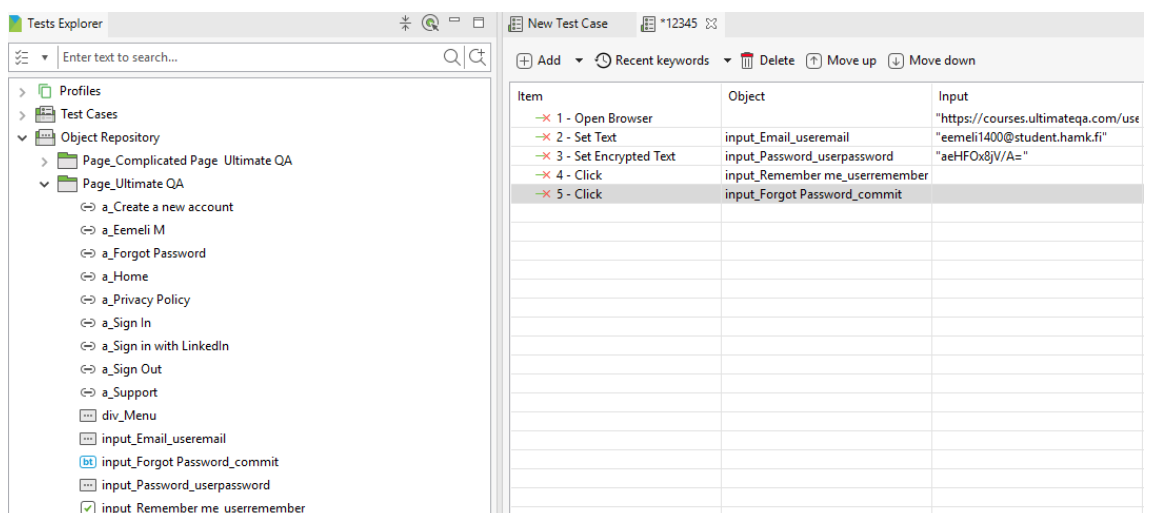 Tests Explorer
Enter text to search...
Profiles
Test Cases
Object Repository
Page_Complicated Page Ultimate QA
Page_Ultimate QA
a_Create a new account
a_Eemeli M
a_Forgot Password
a_Home
a_Privacy Policy
a_Sign In
a_Sign in with LinkedIn
a_Sign Out
a_Support
div_Menu
input_Email_useremail
input_Forgot Password_commit
input_Password_userpassword
input_Remember me_userremember
New Test Case *12345
Add Recent keywords Delete Move up Move down
Item Object Input
1 - Open Browser "https://courses.ultimateqa.com/use
2 - Set Text input_Email_useremail "eemeli1400@student.hamk.fi"
3 - Set Encrypted Text input_Password_userpassword "aeHFOx8jV/A="
4 - Click input_Remember me_userremember
5 - Click input_Forgot Password_commit